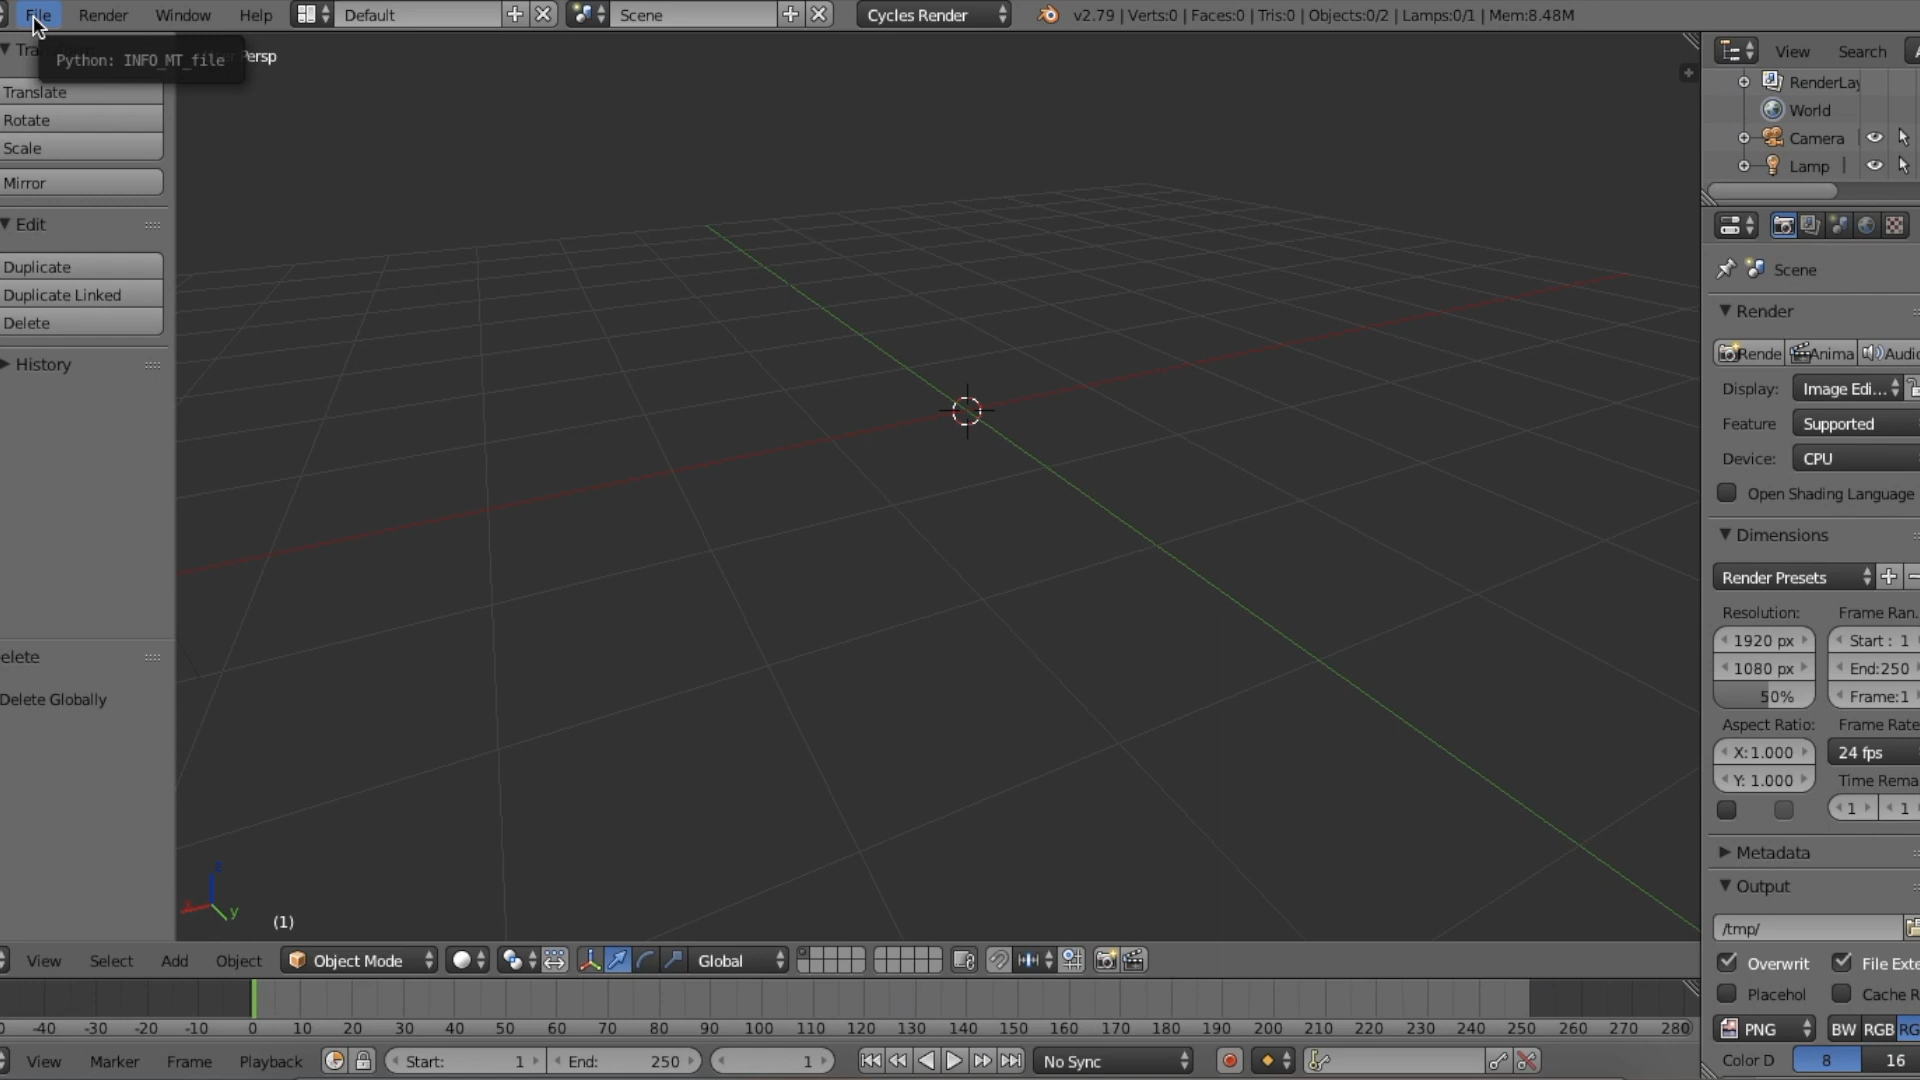 File Render Window Help Default Scene Cycles Render v2.79 | Verts:0 | Faces:0 | Tris:0 | Objects:0/2 | Lamps:0/1 | Mem:8.48M
Persp
Python: INFO_MT_file
Translate
Rotate
Scale
Mirror
Edit
Duplicate
Duplicate Linked
Delete
History
elete
Delete Globally
z
x
y
(1)
View Search
RenderLay
World
Camera
Lamp
Scene
Render
Rende Anima Audio
Display: Image Edi...
Feature Supported
Device: CPU
Open Shading Language
Dimensions
Render Presets
Resolution: Frame Ran.
1920 px Start : 1
1080 px End:250
50% Frame:1
Aspect Ratio: Frame Rate
X:1.000 24 fps
Y: 1.000 Time Rema
1 1
Metadata
Output
/tmp/
Overwrit File Exte
Placehol Cache R
PNG BW RGB RG
Color D 8 16
View Select Add Object Object Mode Global
0 -40 -30 -20 -10 0 10 20 30 40 50 60 70 80 90 100 110 120 130 140 150 160 170 180 190 200 210 220 230 240 250 260 270 280
View Marker Frame Playback Start: 1 End: 250 1 No Sync